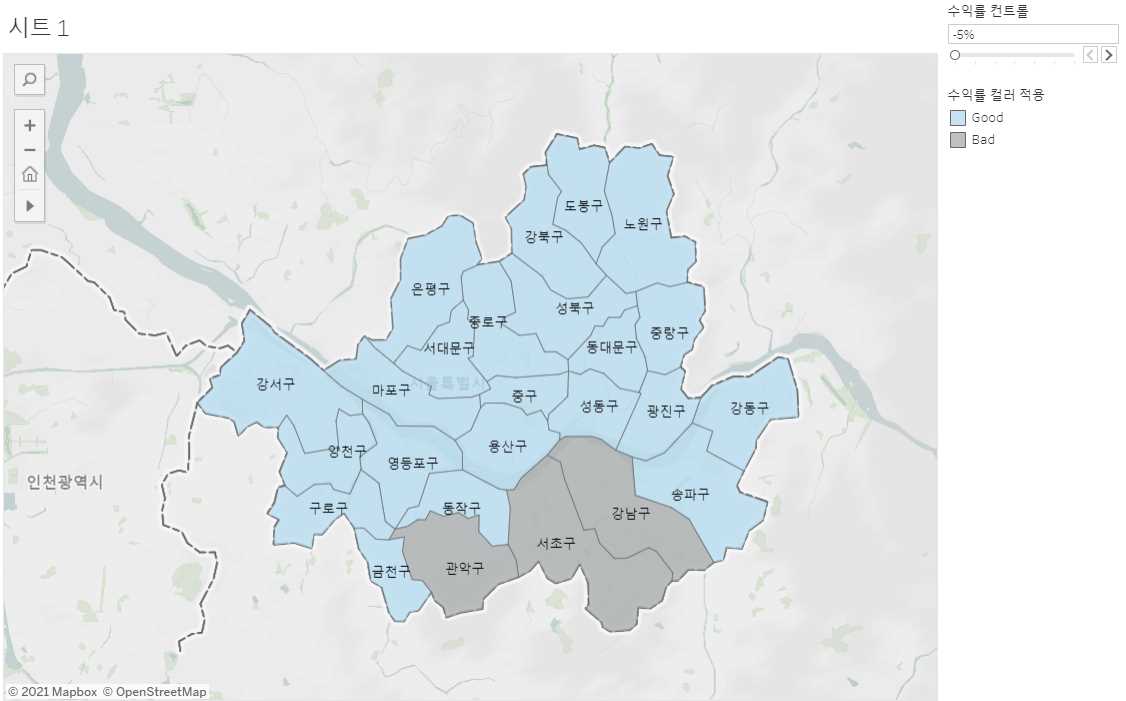 시트 1
수익률 컨트롤
-5%
수익률 컬러 적용
Good
Bad
도봉구
노원구
강북구
은평구
성북구
종로구
중랑구
서대문구
동대문구
강서구
서울특별시
마포구
중구
성동구
광진구
강동구
용산구
양천구
영등포구
인천광역시
송파구
구로구
동작구
강남구
서초구
금천구
관악구
© 2021 Mapbox © OpenStreetMap